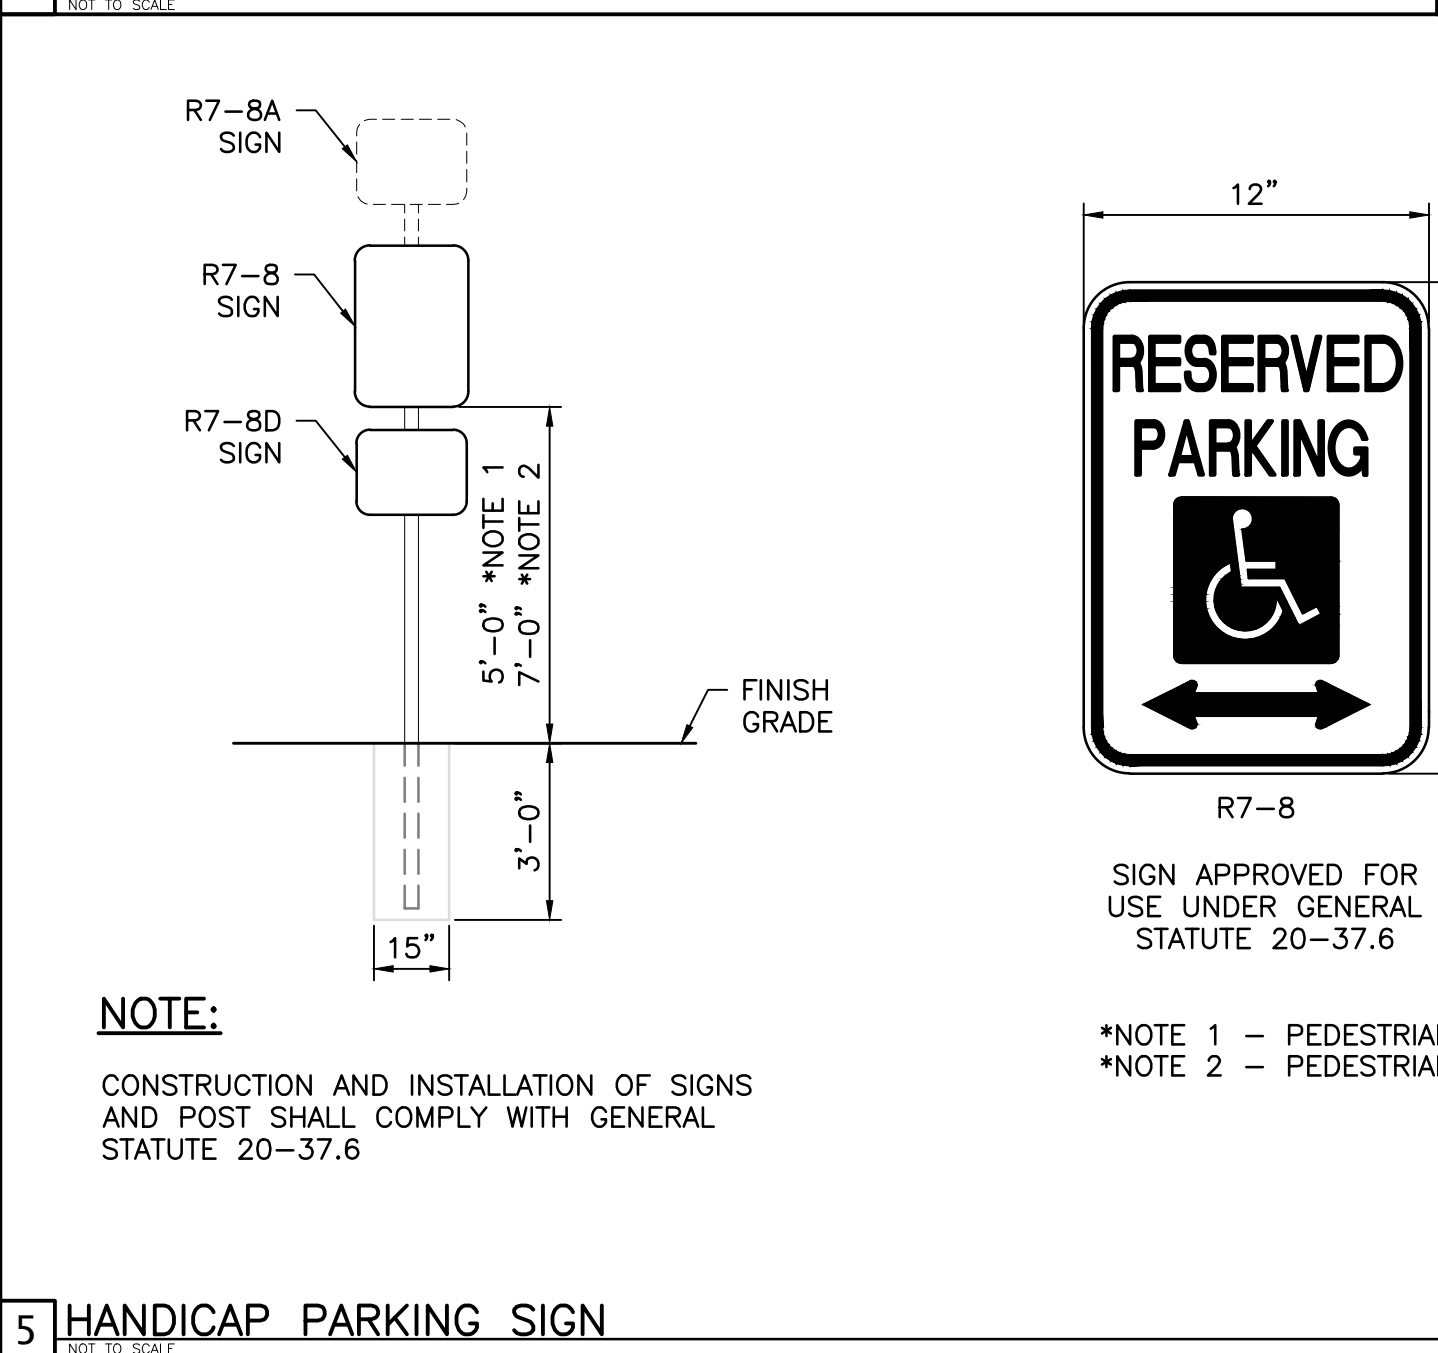 NOT TO SCALE
R7-8A
SIGN
R7-8
SIGN
R7-8D
SIGN
5'-0" *NOTE 1
7'-0" *NOTE 2
FINISH
GRADE
3'-0"
15"
NOTE:
CONSTRUCTION AND INSTALLATION OF SIGNS
AND POST SHALL COMPLY WITH GENERAL
STATUTE 20-37.6
12"
RESERVED
PARKING
R7-8
SIGN APPROVED FOR
USE UNDER GENERAL
STATUTE 20-37.6
*NOTE 1 -
*NOTE 2 -
5
HANDICAP PARKING SIGN
NOT TO SCALE